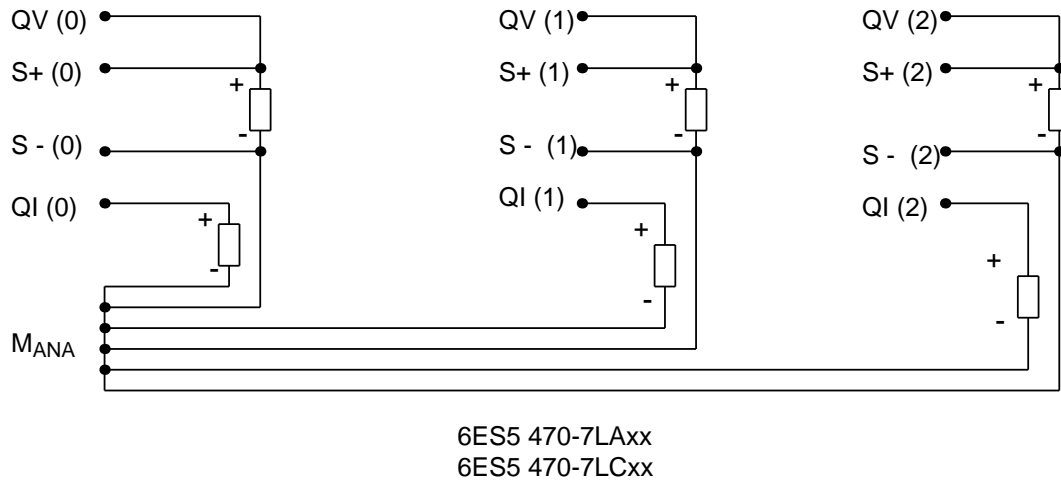 QV (0) QV (1) QV (2)
S+ (0) S+ (1) S+ (2)
+ + +
- - -
S - (0) S - (1) S - (2)
QI (0) QI (1) QI (2)
+ + +
- - -
MANA
6ES5 470-7LAxx
6ES5 470-7LCxx